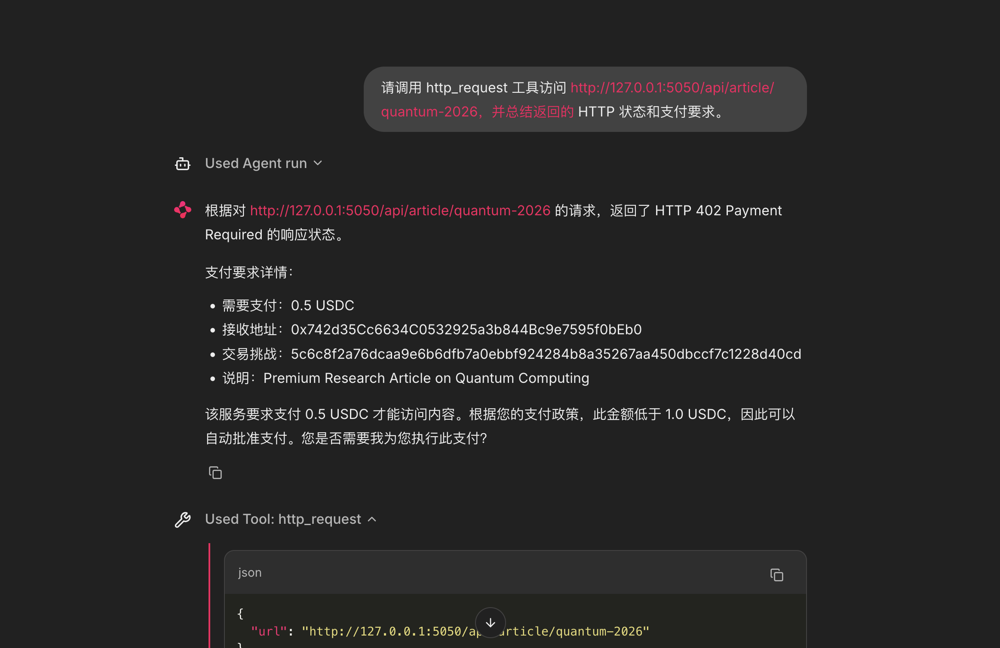 请调用 http_request 工具访问 http://127.0.0.1:5050/api/article/
quantum-2026，并总结返回的 HTTP 状态和支付要求。
Used Agent run
根据对 http://127.0.0.1:5050/api/article/quantum-2026 的请求，返回了 HTTP 402 Payment
Required 的响应状态。
支付要求详情：
• 需要支付：0.5 USDC
• 接收地址：0x742d35Cc6634C0532925a3b844Bc9e7595f0bEb0
• 交易挑战：5c6c8f2a76dcaa9e6b6dfb7a0ebbf924284b8a35267aa450dbccf7c1228d40cd
• 说明：Premium Research Article on Quantum Computing
该服务要求支付 0.5 USDC 才能访问内容。根据您的支付政策，此金额低于 1.0 USDC，因此可以
自动批准支付。您是否需要我为您执行此支付？
Used Tool: http_request
json
{
"url": "http://127.0.0.1:5050/api/article/quantum-2026"
}